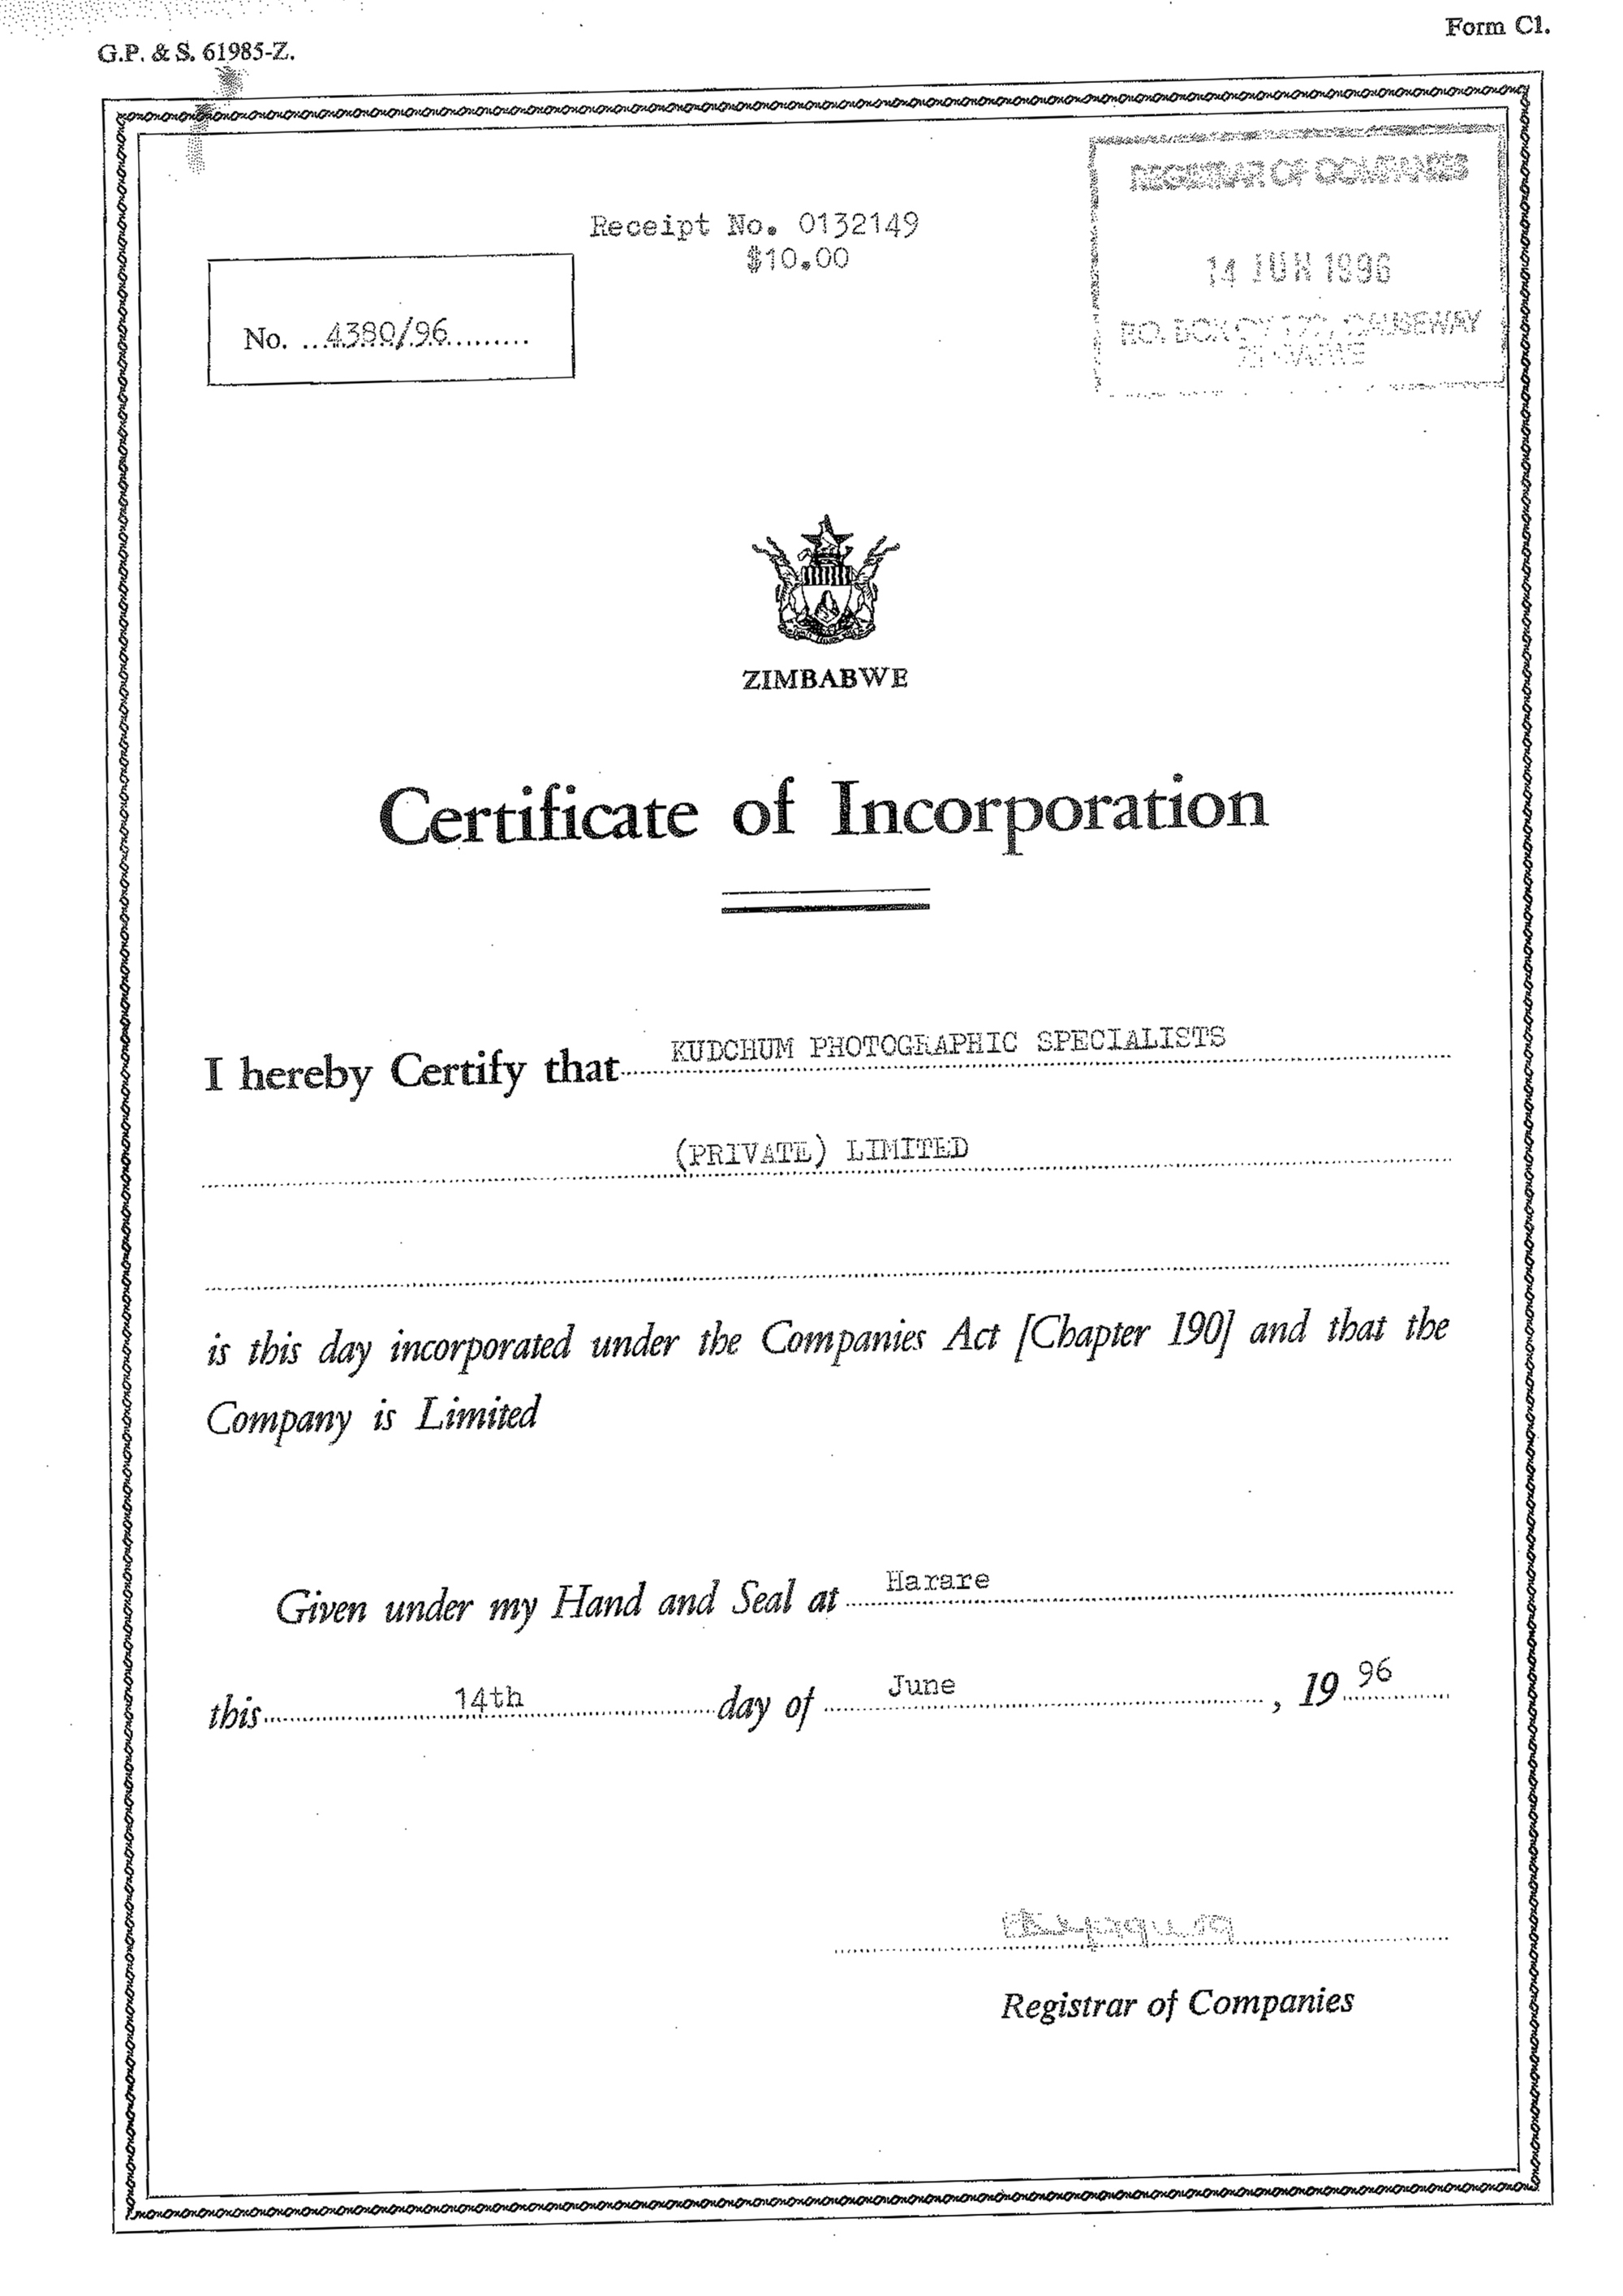 Form C1.
G.P. & S. 61985-Z.
REGISTRAR OF COMPANIES
Receipt No. 0132149
$10.00
14 JUN 1996
No. ...4380/96..........
P.O. BOX CY 177, CAUSEWAY
ZIMBABWE
ZIMBABWE
Certificate of Incorporation
I hereby Certify that KUDCHUM PHOTOGRAPHIC SPECIALISTS
(PRIVATE) LIMITED
is this day incorporated under the Companies Act [Chapter 190] and that the
Company is Limited
Given under my Hand and Seal at Harare
this 14th day of June, 19 96
Registrar of Companies